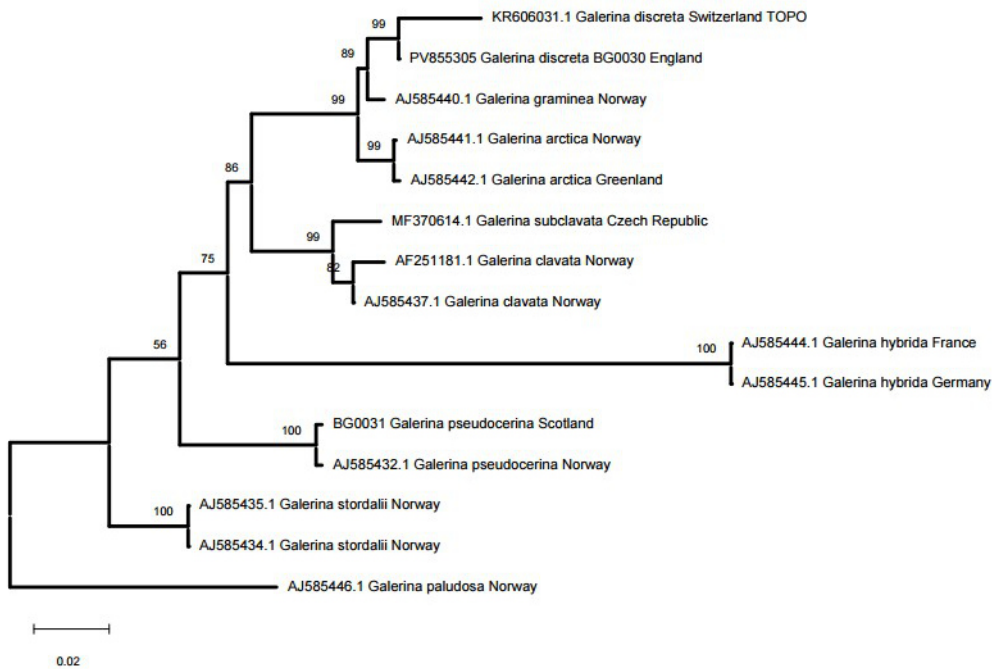 99
KR606031.1 Galerina discreta Switzerland TOPO
89
PV855305 Galerina discreta BG0030 England
99
AJ585440.1 Galerina graminea Norway
99
AJ585441.1 Galerina arctica Norway
86
AJ585442.1 Galerina arctica Greenland
99
MF370614.1 Galerina subclavata Czech Republic
75
82
AF251181.1 Galerina clavata Norway
AJ585437.1 Galerina clavata Norway
56
100
AJ585444.1 Galerina hybrida France
AJ585445.1 Galerina hybrida Germany
100
BG0031 Galerina pseudocerina Scotland
AJ585432.1 Galerina pseudocerina Norway
100
AJ585435.1 Galerina stordalii Norway
AJ585434.1 Galerina stordalii Norway
AJ585446.1 Galerina paludosa Norway
0.02